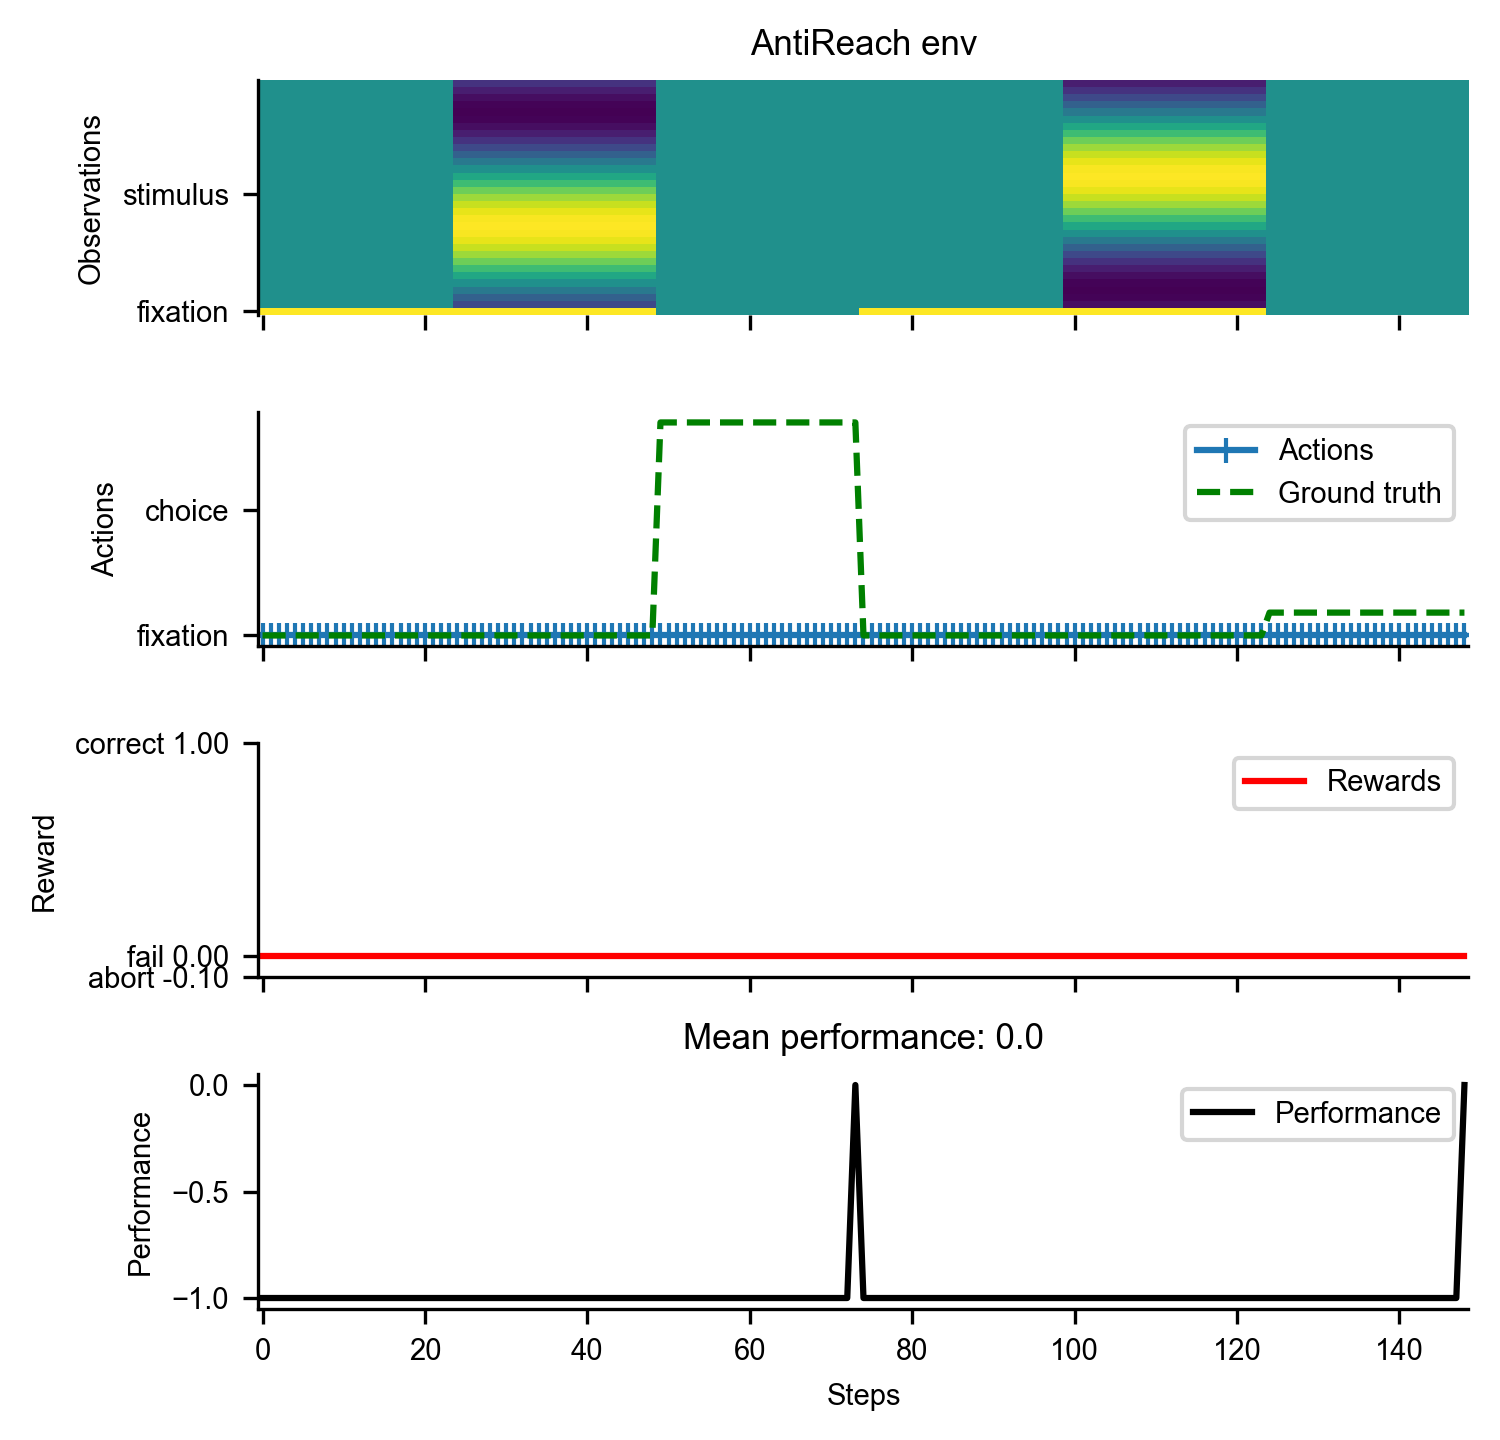 AntiReach env
Observations
stimulus
fixation
Actions
choice
fixation
Actions
Ground truth
Reward
correct 1.00
fail 0.00
abort -0.10
Rewards
Mean performance: 0.0
Performance
0.0
−0.5
−1.0
Performance
0 20 40 60 80 100 120 140
Steps